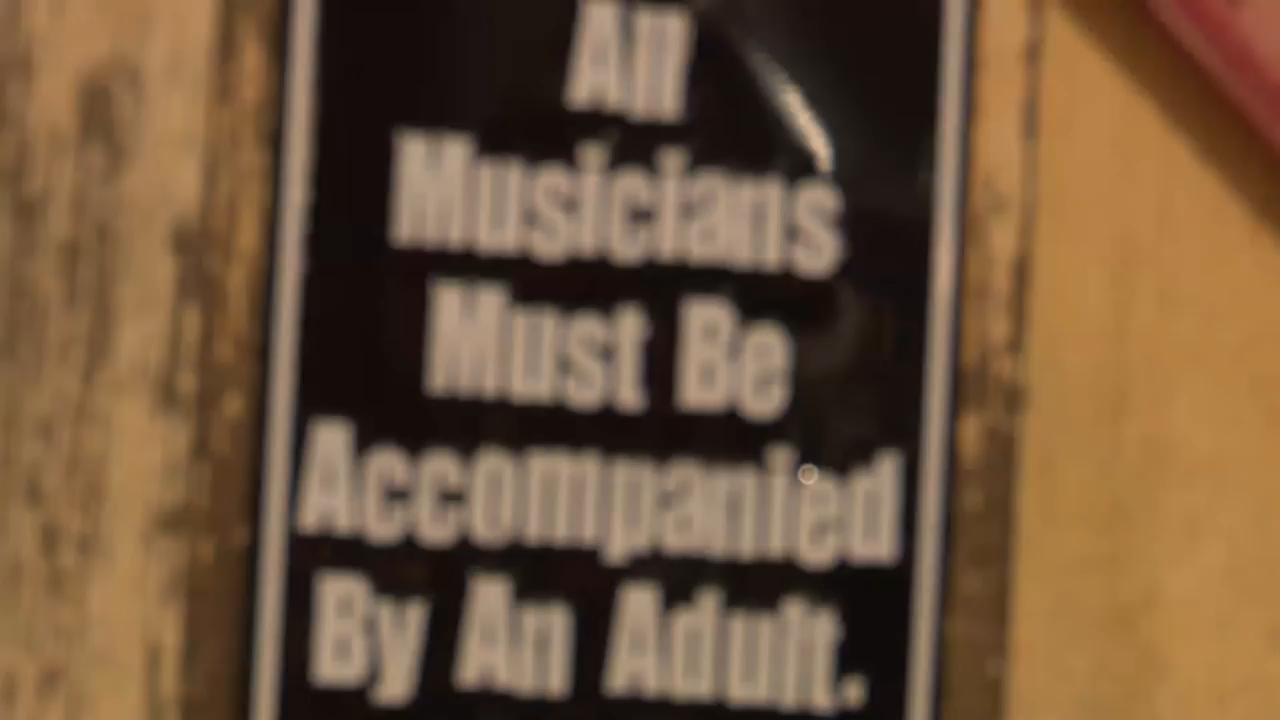 All
Musicians
Must Be
Accompanied
By An Adult.